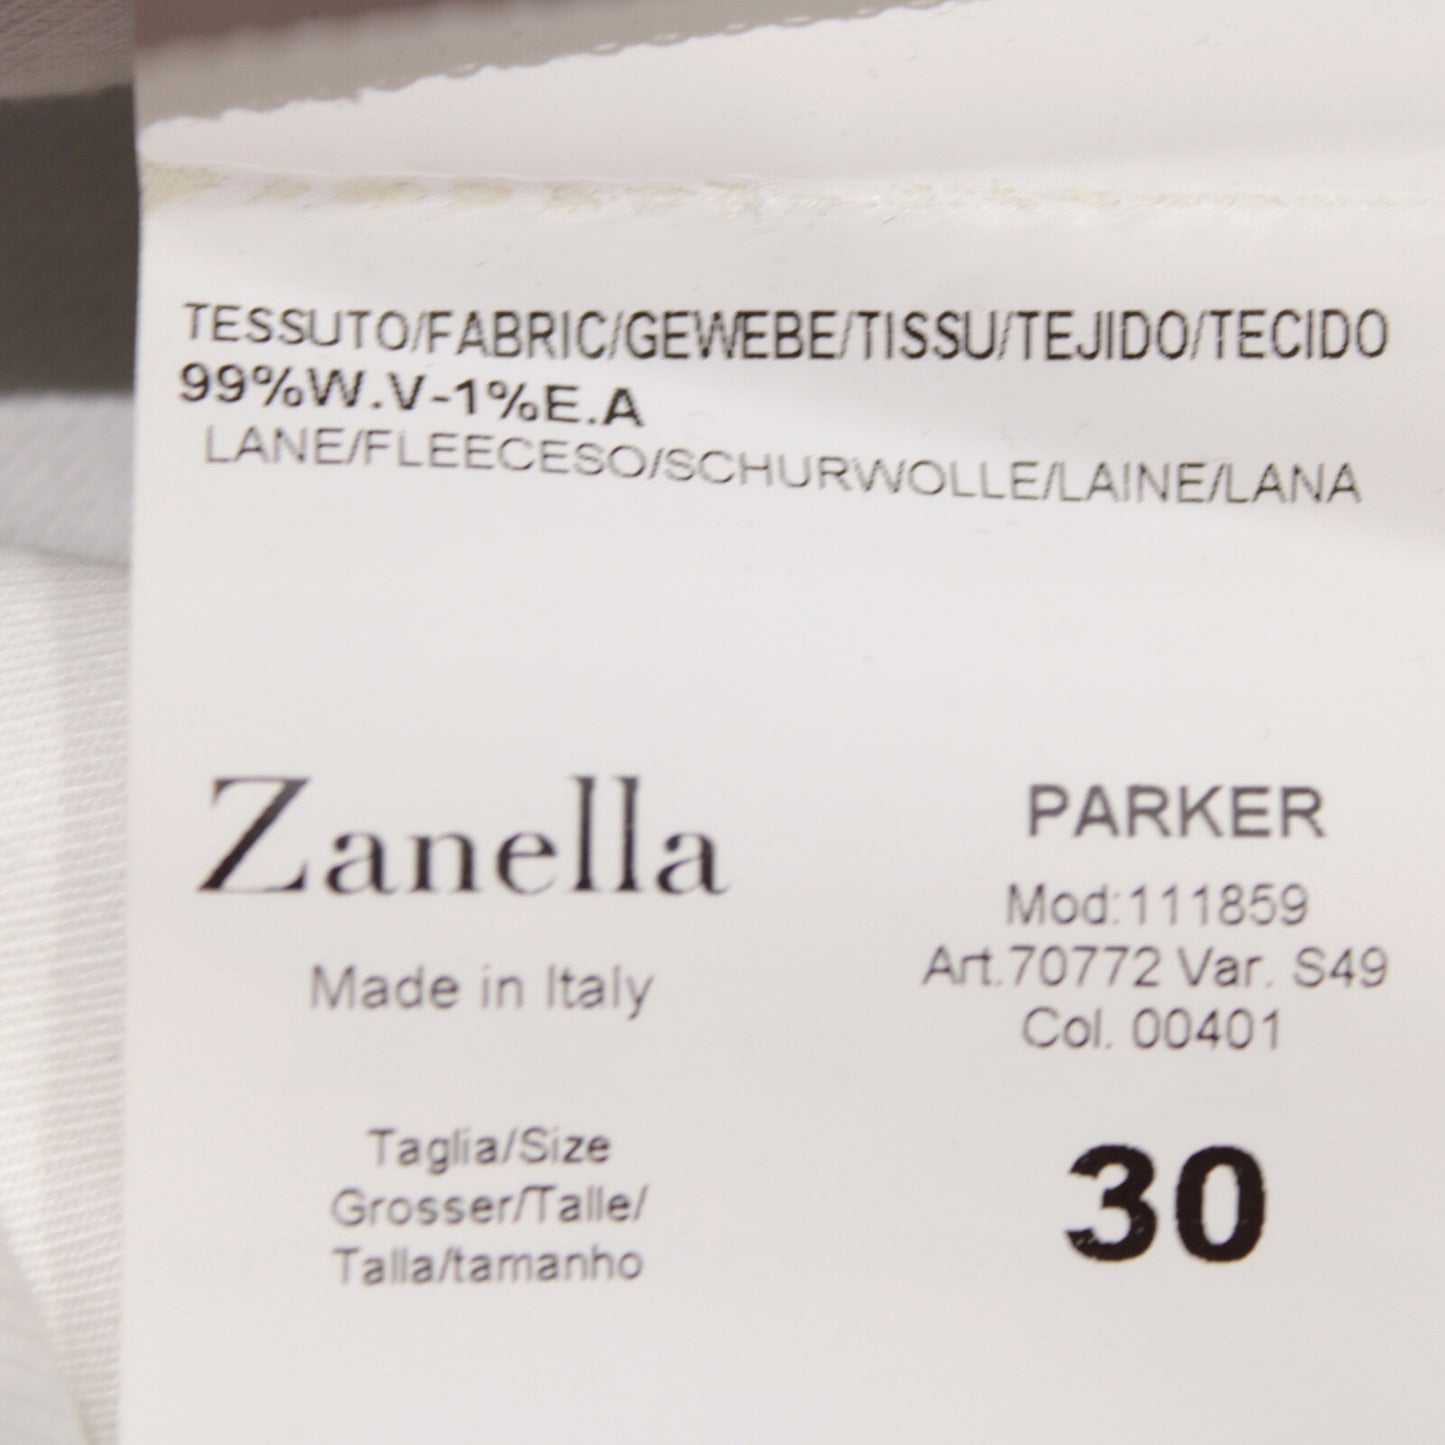 TESSUTO/FABRIC/GEWEBE/TISSU/TEJIDO/TECIDO
99%W.V-1%E.A
LANE/FLEECESO/SCHURWOLLE/LAINE/LANA
Zanella
Made in Italy
PARKER
Mod:111859
Art.70772 Var. S49
Col. 00401
Taglia/Size
Grosser/Talle/
Talla/tamanho
30